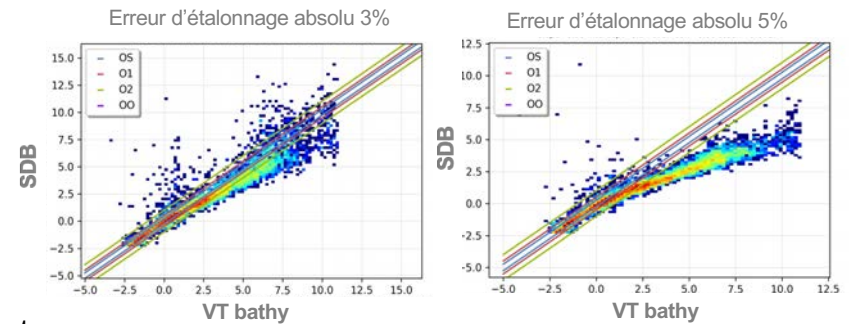 Erreur d'étalonnage absolu 3%
OS
O1
O2
OO
15.0
12.5
10.0
7.5
5.0
2.5
0.0
−2.5
−5.0
SDB
−5.0 −2.5 0.0 2.5 5.0 7.5 10.0 12.5 15.0
VT bathy
Erreur d'étalonnage absolu 5%
OS
O1
O2
OO
12.5
10.0
7.5
5.0
2.5
0.0
−2.5
−5.0
SDB
−5.0 −2.5 0.0 2.5 5.0 7.5 10.0 12.5
VT bathy